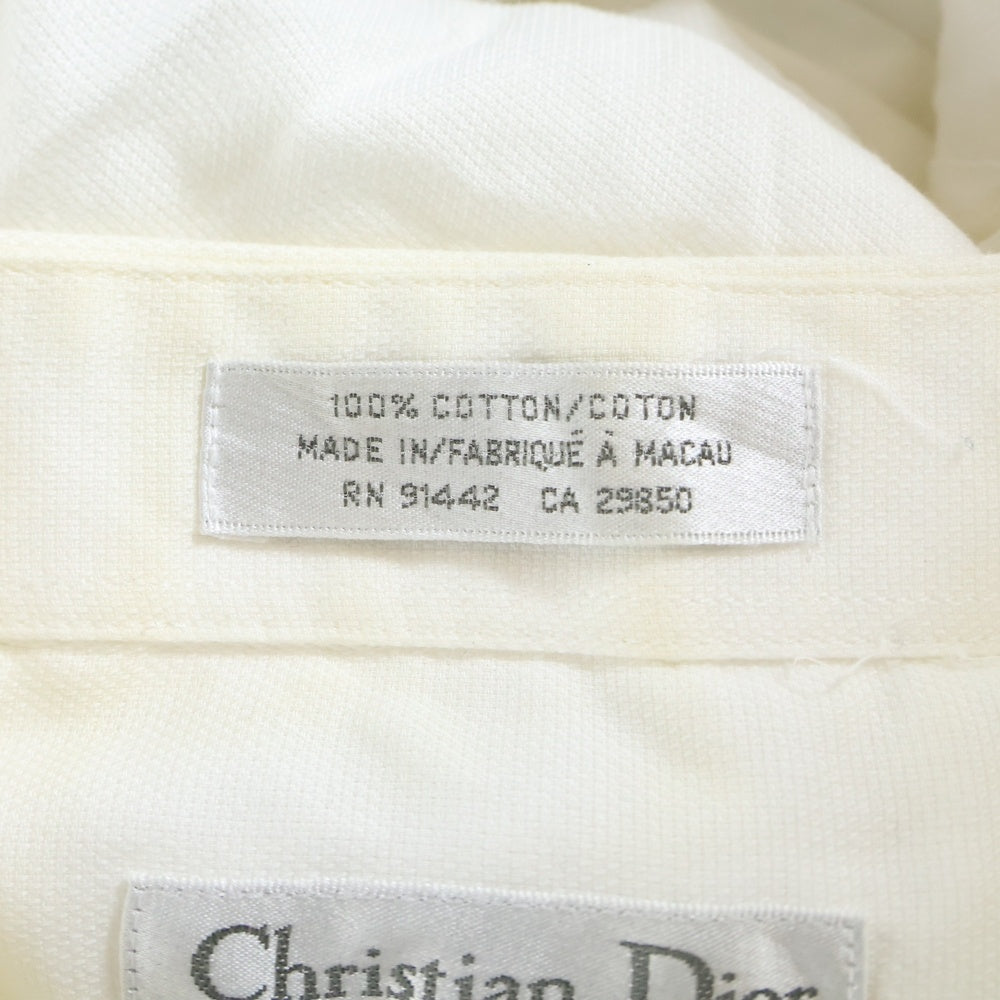 100% COTTON/COTON
MADE IN/FABRIQUÉ À MACAU
RN 91442 CA 29850
Christian Dior